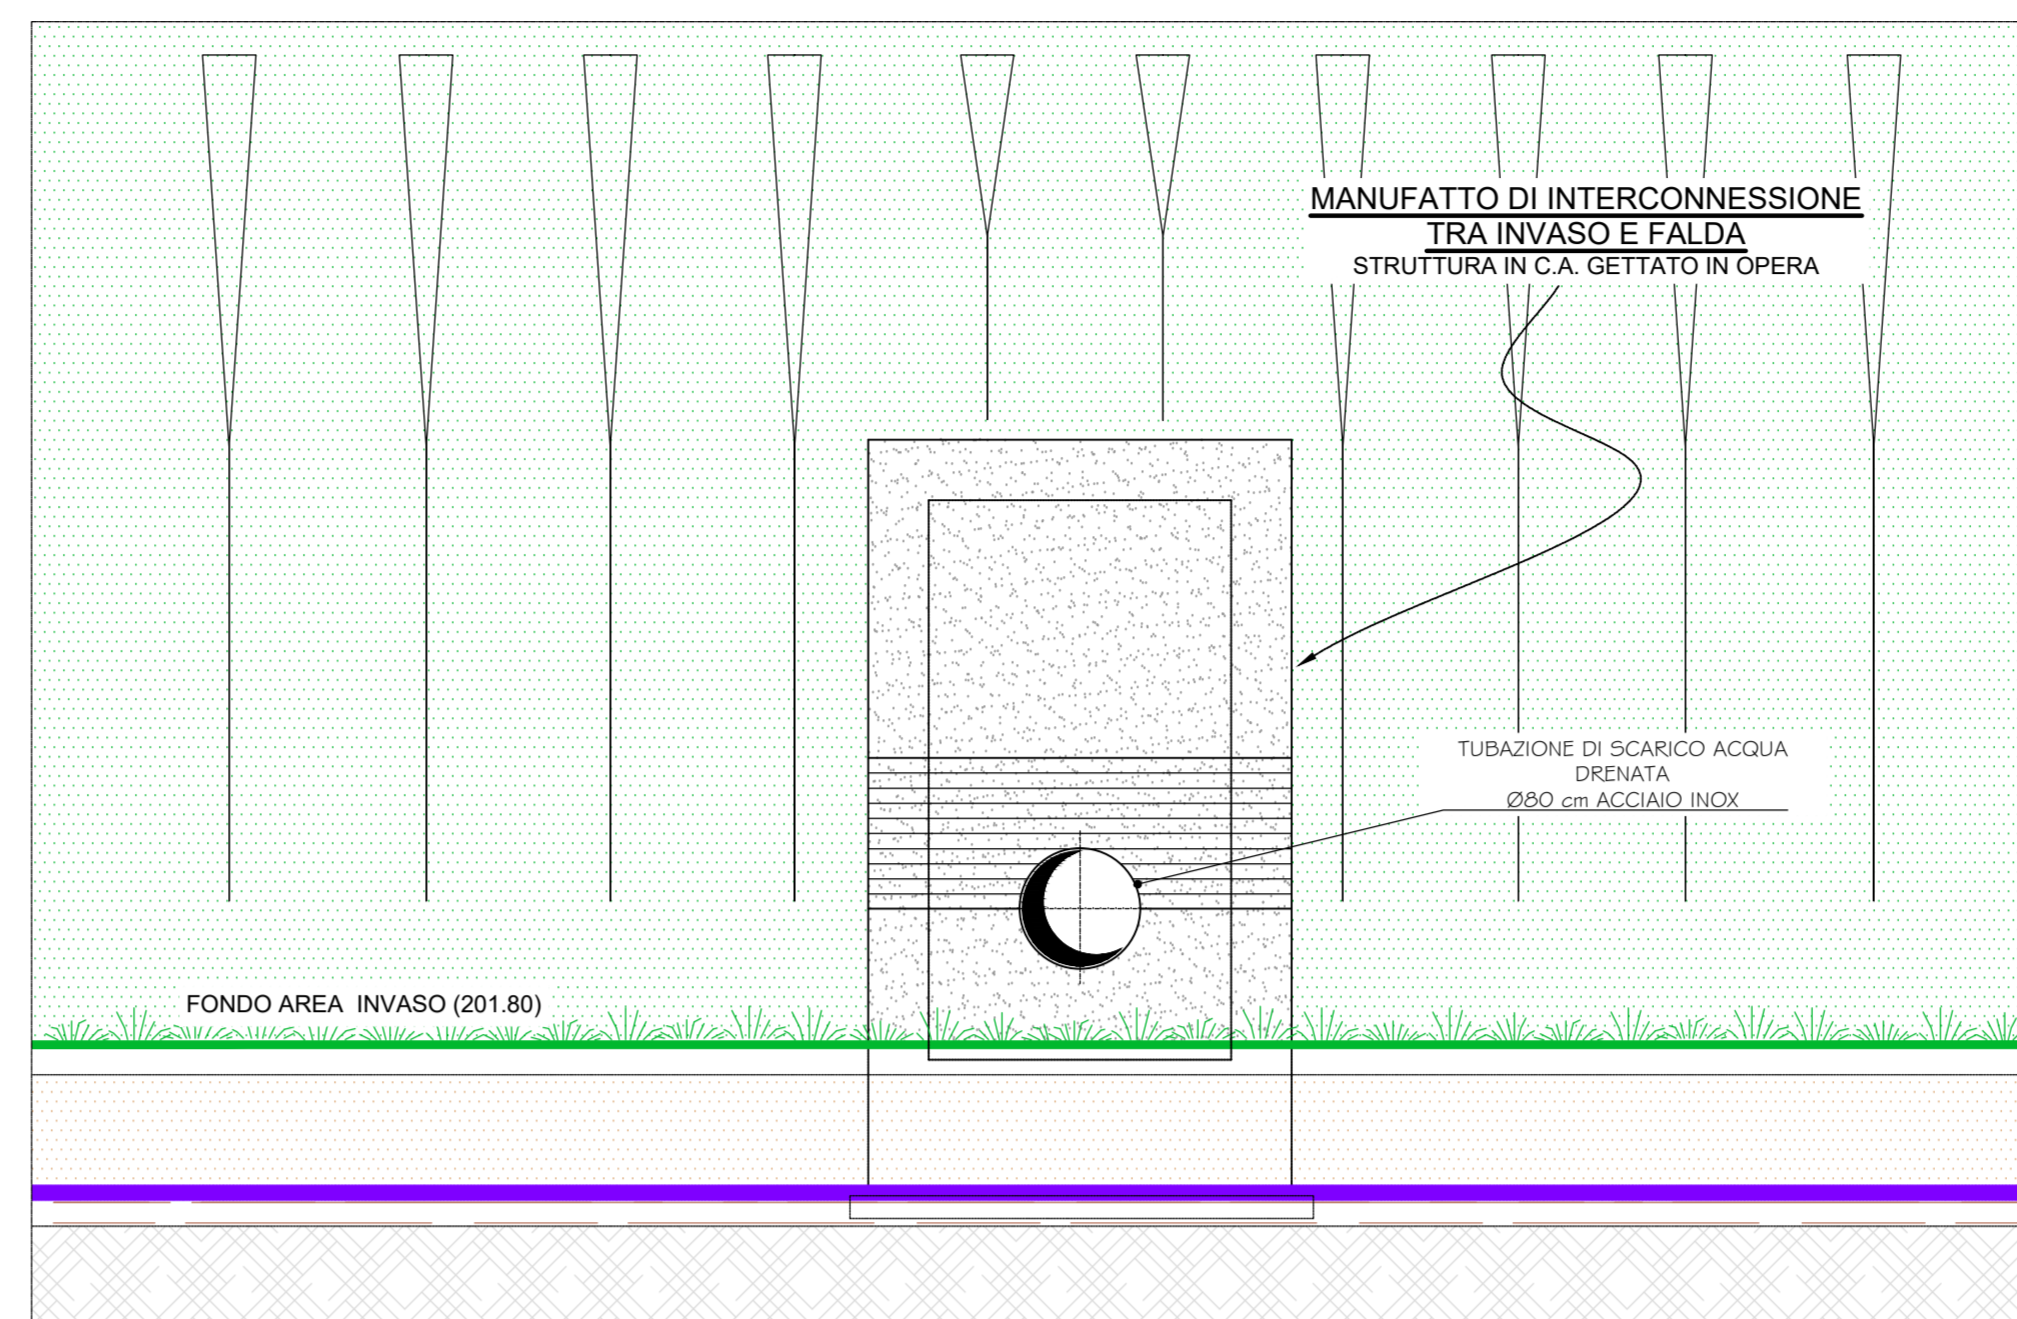 MANUFATTO DI INTERCONNESSIONE
TRA INVASO E FALDA
STRUTTURA IN C.A. GETTATO IN OPERA
TUBAZIONE DI SCARICO ACQUA
DRENATA
Ø80 cm ACCIAIO INOX
FONDO AREA INVASO (201.80)